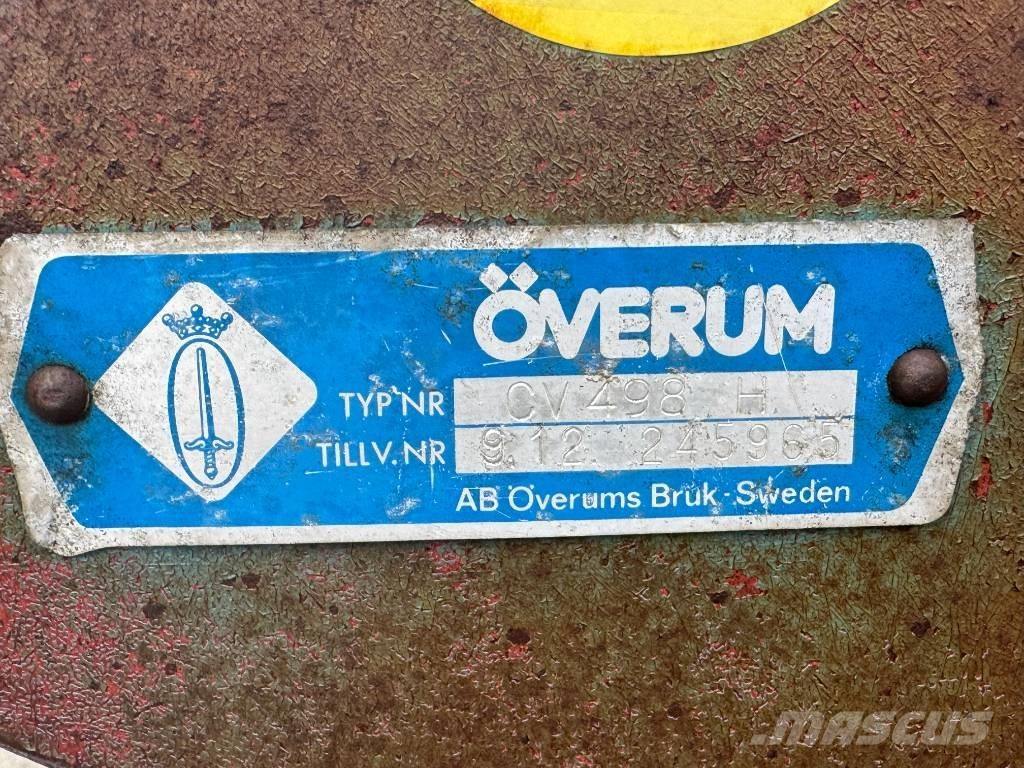 ÖVERUM
TYP NR CV 498 H
TILLV. NR 9.12. 245965
AB Överums Bruk - Sweden
MASCUS